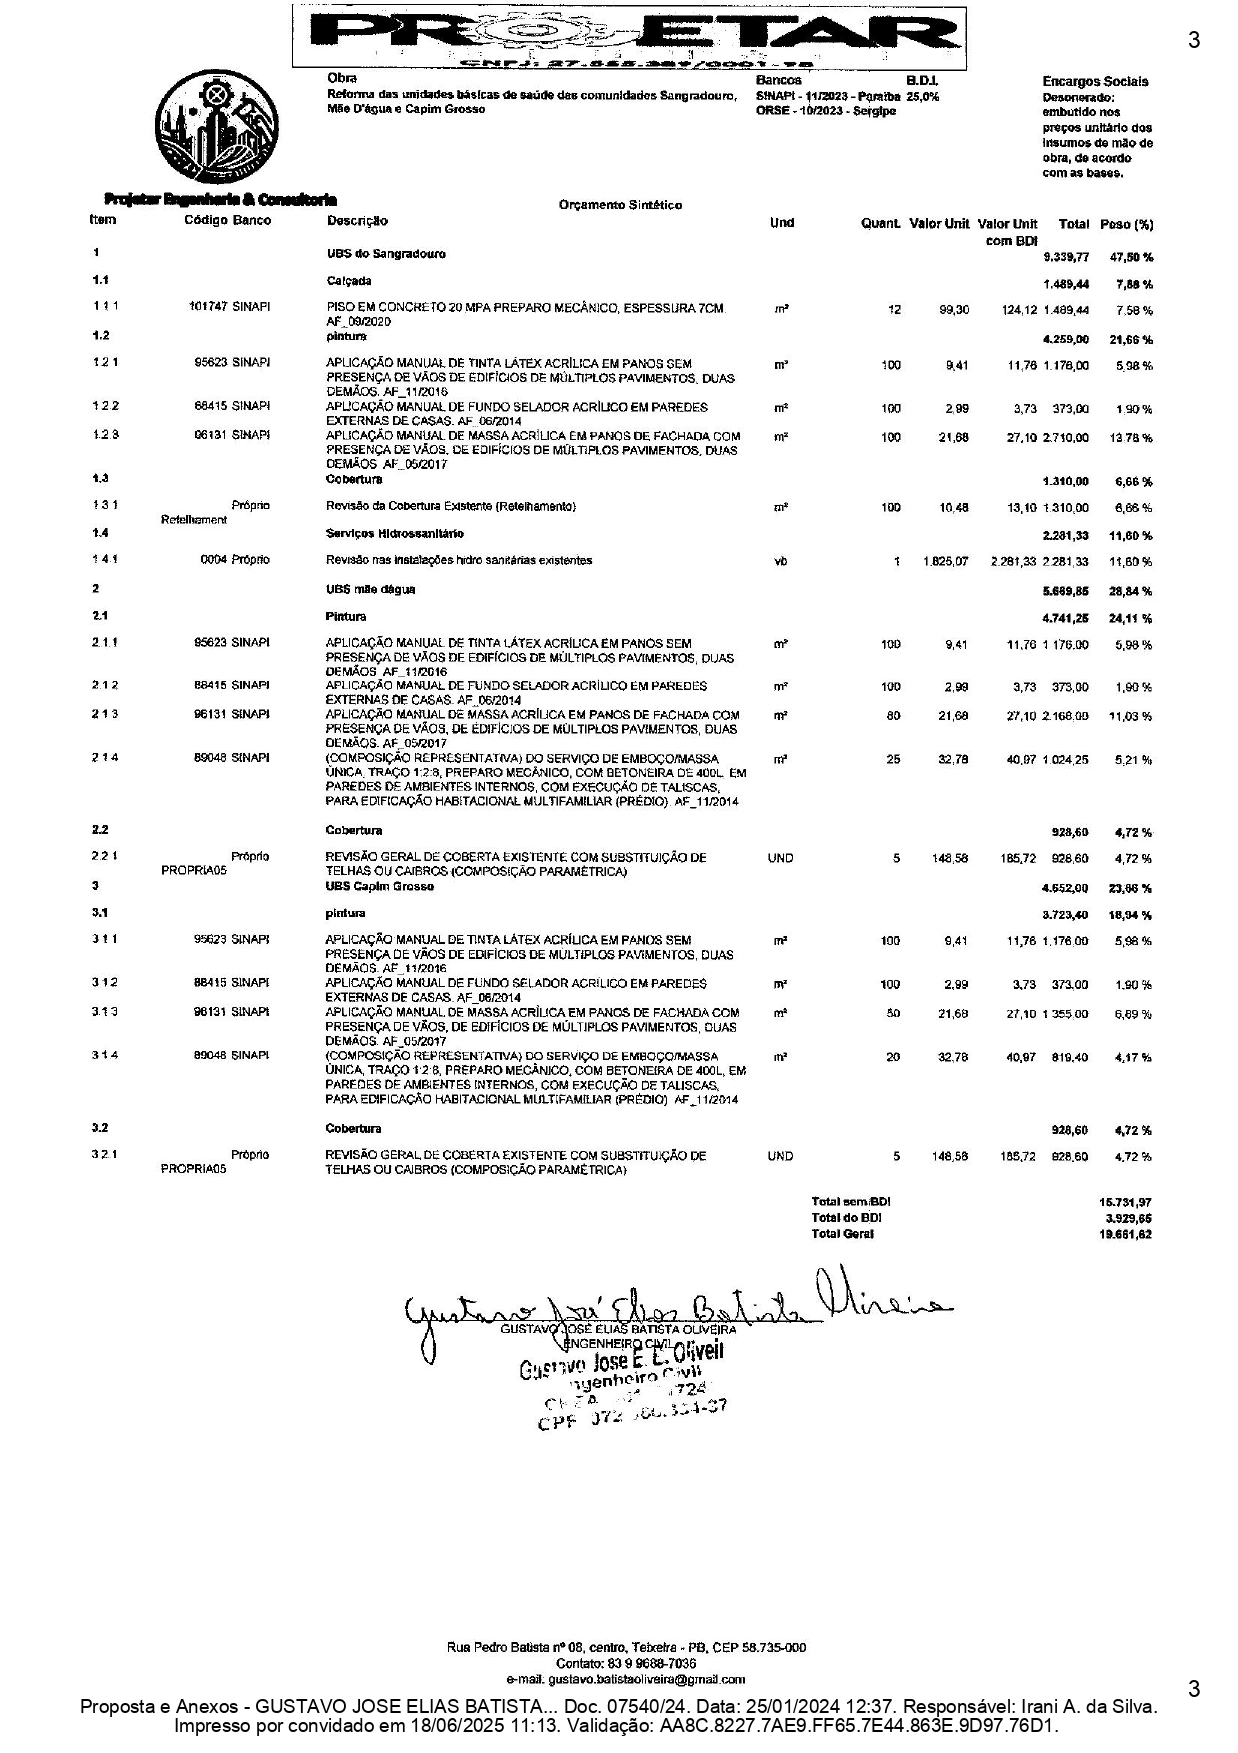 3
PROJETAR
Obra
Reforma das unidades básicas de saúde das comunidades Sangradouro,
Mãe D'água e Capim Grosso
Bancos
SINAPI - 11/2023 - Paraíba
ORSE - 10/2023 - Sergipe
B.D.I.
25,0%
Encargos Sociais
Desonerado:
embutido nos
preços unitário dos
insumos de mão de
obra, de acordo
com as bases.
Projetar Engenharia & Consultoria
Orçamento Sintético
Item Código Banco Descrição Und Quant. Valor Unit Valor Unit Total Peso (%)
com BDI
1 UBS do Sangradouro 9.339,77 47,50 %
1.1 Calçada 1.489,44 7,58 %
1 1 1 101747 SINAPI PISO EM CONCRETO 20 MPA PREPARO MECÂNICO, ESPESSURA 7CM. m² 12 99,30 124,12 1.489,44 7,58 %
AF_09/2020
1.2 pintura 4.259,00 21,66 %
1 2 1 95623 SINAPI APLICAÇÃO MANUAL DE TINTA LÁTEX ACRÍLICA EM PANOS SEM m² 100 9,41 11,76 1.176,00 5,98 %
PRESENÇA DE VÃOS DE EDIFÍCIOS DE MÚLTIPLOS PAVIMENTOS, DUAS
DEMÃOS. AF_11/2016
1 2 2 88415 SINAPI APLICAÇÃO MANUAL DE FUNDO SELADOR ACRÍLICO EM PAREDES m² 100 2,99 3,73 373,00 1,90 %
EXTERNAS DE CASAS. AF_06/2014
1 2 3 96131 SINAPI APLICAÇÃO MANUAL DE MASSA ACRÍLICA EM PANOS DE FACHADA COM m² 100 21,68 27,10 2.710,00 13 78 %
PRESENÇA DE VÃOS, DE EDIFÍCIOS DE MÚLTIPLOS PAVIMENTOS, DUAS
DEMÃOS AF_05/2017
1.3 Cobertura 1.310,00 6,66 %
1 3 1 Próprio Revisão da Cobertura Existente (Retelhamento) m² 100 10,48 13,10 1 310,00 6,66 %
Retelhament
1.4 Serviços Hidrossanitário 2.281,33 11,60 %
1 4.1 0004 Próprio Revisão nas instalações hidro sanitárias existentes vb 1 1.825,07 2.281,33 2.281,33 11,60 %
2 UBS mãe dágua 5.669,85 28,84 %
2.1 Pintura 4.741,25 24,11 %
2 1.1 95623 SINAPI APLICAÇÃO MANUAL DE TINTA LÁTEX ACRÍLICA EM PANOS SEM m² 100 9,41 11,76 1 176,00 5,98 %
PRESENÇA DE VÃOS DE EDIFÍCIOS DE MÚLTIPLOS PAVIMENTOS, DUAS
DEMÃOS AF_11/2016
2.1 2 88415 SINAPI APLICAÇÃO MANUAL DE FUNDO SELADOR ACRÍLICO EM PAREDES m² 100 2,99 3,73 373,00 1,90 %
EXTERNAS DE CASAS. AF_06/2014
2 1 3 96131 SINAPI APLICAÇÃO MANUAL DE MASSA ACRÍLICA EM PANOS DE FACHADA COM m² 80 21,68 27,10 2.168,00 11,03 %
PRESENÇA DE VÃOS, DE EDIFÍCIOS DE MÚLTIPLOS PAVIMENTOS, DUAS
DEMÃOS. AF_05/2017
2 1 4 89048 SINAPI (COMPOSIÇÃO REPRESENTATIVA) DO SERVIÇO DE EMBOÇO/MASSA m² 25 32,78 40,97 1 024,25 5,21 %
ÚNICA, TRAÇO 1:2:8, PREPARO MECÂNICO, COM BETONEIRA DE 400L, EM
PAREDES DE AMBIENTES INTERNOS, COM EXECUÇÃO DE TALISCAS,
PARA EDIFICAÇÃO HABITACIONAL MULTIFAMILIAR (PRÉDIO). AF_11/2014
2.2 Cobertura 928,60 4,72 %
2 2 1 Próprio REVISÃO GERAL DE COBERTA EXISTENTE COM SUBSTITUIÇÃO DE UND 5 148,58 185,72 928,60 4,72 %
PROPRIA05 TELHAS OU CAIBROS (COMPOSIÇÃO PARAMÉTRICA)
3 UBS Capim Grosso 4.652,00 23,66 %
3.1 pintura 3.723,40 18,94 %
3 1 1 95623 SINAPI APLICAÇÃO MANUAL DE TINTA LÁTEX ACRÍLICA EM PANOS SEM m² 100 9,41 11,76 1.176,00 5,98 %
PRESENÇA DE VÃOS DE EDIFÍCIOS DE MÚLTIPLOS PAVIMENTOS, DUAS
DEMÃOS. AF_11/2016
3 1 2 88415 SINAPI APLICAÇÃO MANUAL DE FUNDO SELADOR ACRÍLICO EM PAREDES m² 100 2,99 3,73 373,00 1.90 %
EXTERNAS DE CASAS. AF_06/2014
3.1 3 96131 SINAPI APLICAÇÃO MANUAL DE MASSA ACRÍLICA EM PANOS DE FACHADA COM m² 50 21,68 27,10 1 355,00 6,89 %
PRESENÇA DE VÃOS, DE EDIFÍCIOS DE MÚLTIPLOS PAVIMENTOS, DUAS
DEMÃOS. AF_05/2017
3 1 4 89048 SINAPI (COMPOSIÇÃO REPRESENTATIVA) DO SERVIÇO DE EMBOÇO/MASSA m² 20 32,78 40,97 819,40 4,17 %
ÚNICA, TRAÇO 1:2:8, PREPARO MECÂNICO, COM BETONEIRA DE 400L, EM
PAREDES DE AMBIENTES INTERNOS, COM EXECUÇÃO DE TALISCAS,
PARA EDIFICAÇÃO HABITACIONAL MULTIFAMILIAR (PRÉDIO) AF_11/2014
3.2 Cobertura 928,60 4,72 %
3 2.1 Próprio REVISÃO GERAL DE COBERTA EXISTENTE COM SUBSTITUIÇÃO DE UND 5 148,58 185,72 928,60 4,72 %
PROPRIA05 TELHAS OU CAIBROS (COMPOSIÇÃO PARAMÉTRICA)
Total sem BDI 15.731,97
Total do BDI 3.929,65
Total Geral 19.661,62
Gustavo José Elias Batista Oliveira
GUSTAVO JOSÉ ELIAS BATISTA OLIVEIRA
ENGENHEIRO CIVIL
Gustavo Jose E. E. Oliveir
Engenheiro Civil
CPF
Rua Pedro Batista nº 08, centro, Teixeira - PB, CEP 58.735-000
Contato: 83 9 9688-7036
e-mail: gustavo.batistaoliveira@gmail.com
3
Proposta e Anexos - GUSTAVO JOSE ELIAS BATISTA... Doc. 07540/24. Data: 25/01/2024 12:37. Responsável: Irani A. da Silva.
Impresso por convidado em 18/06/2025 11:13. Validação: AA8C.8227.7AE9.FF65.7E44.863E.9D97.76D1.